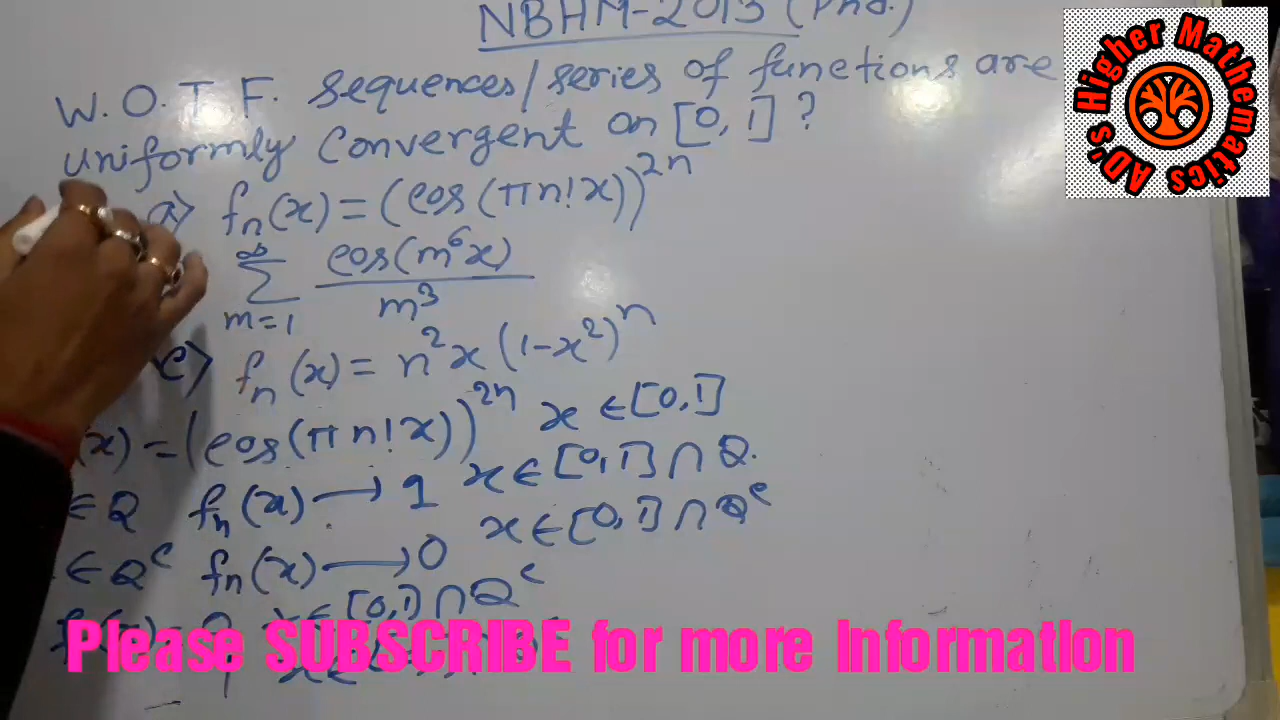 NBHM-2013 (Phd.)
AD's Higher Mathematics
W.O.T.F. sequences/series of functions are
uniformly convergent on [0,1]?
a> fn(x) = (cos(πn!x))^2n
∞ Σ m=1 cos(m^6x) / m^3
c> fn(x) = n^2x(1-x^2)^n
(x) = (cos(πn!x))^2n x∈[0,1]
∈Q fn(x) → 1 x∈[0,1]∩Q.
∈Q^c fn(x) → 0 x∈[0,1]∩Q^c
x∈[0,1]∩Q^c
Please SUBSCRIBE for more Information